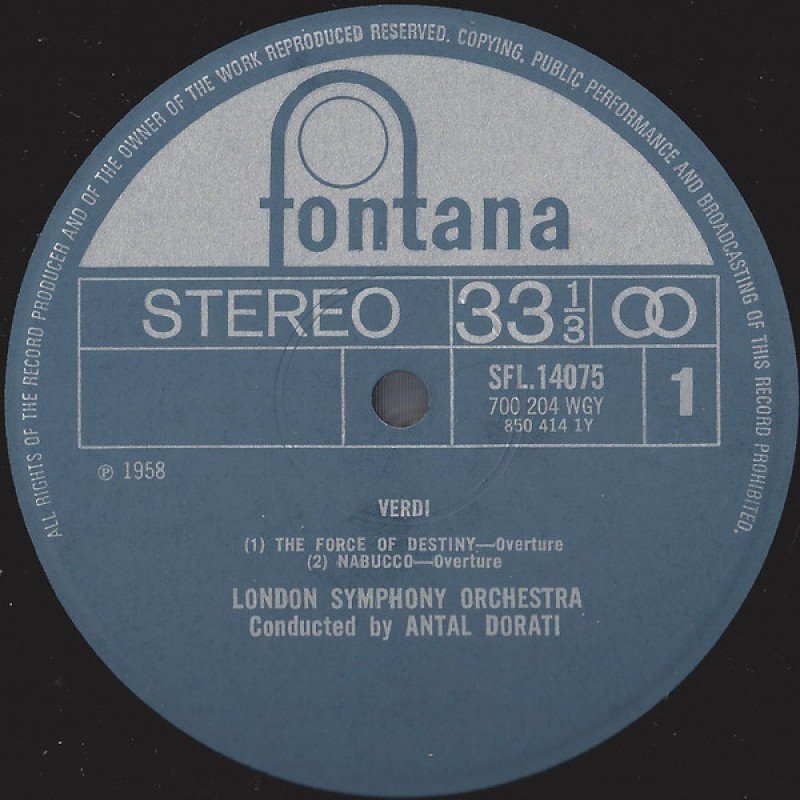 ALL RIGHTS OF THE RECORD PRODUCER AND OF THE OWNER OF THE WORK REPRODUCED RESERVED. COPYING, PUBLIC PERFORMANCE AND BROADCASTING OF THIS RECORD PROHIBITED.
fontana
STEREO 33 1/3
SFL.14075 1
700 204 WGY
850 414 1Y
℗ 1958
VERDI
(1) THE FORCE OF DESTINY—Overture
(2) NABUCCO—Overture
LONDON SYMPHONY ORCHESTRA
Conducted by ANTAL DORATI